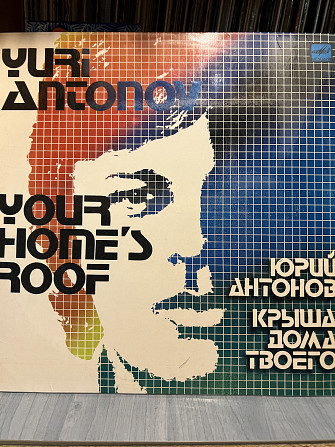 YURI
ANTONOV
YOUR
HOME'S
ROOF
ЮРИЙ
АНТОНОВ
КРЫША
ДОМА
ТВОЕГО